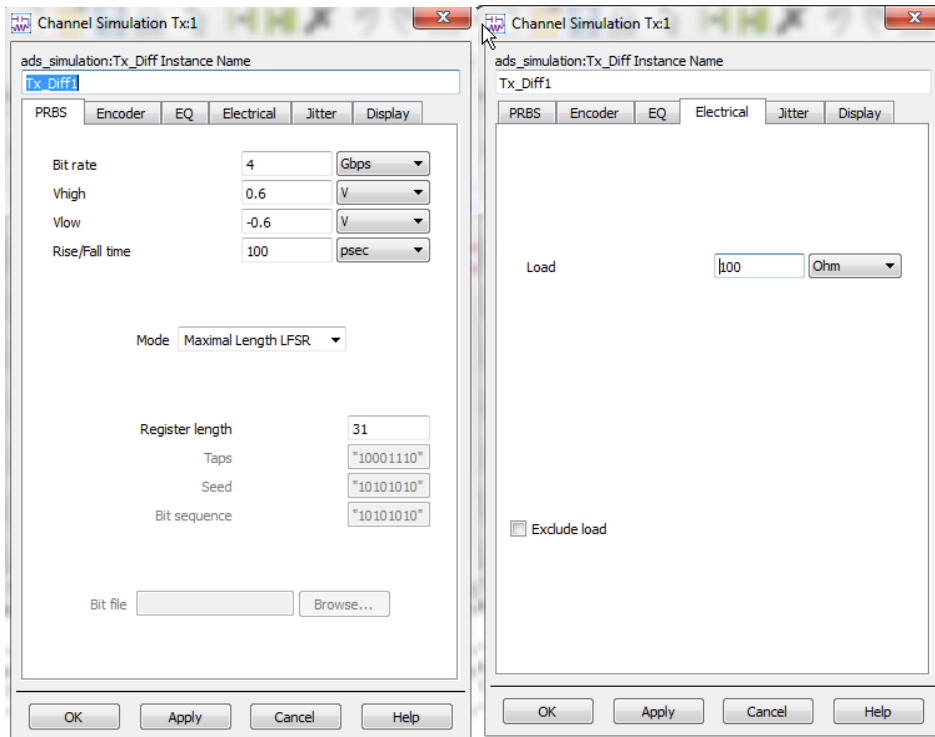 Channel Simulation Tx:1
ads_simulation:Tx_Diff Instance Name
Tx_Diff1
PRBS Encoder EQ Electrical Jitter Display
Bit rate 4 Gbps
Vhigh 0.6 V
Vlow -0.6 V
Rise/Fall time 100 psec
Mode Maximal Length LFSR
Register length 31
Taps "10001110"
Seed "10101010"
Bit sequence "10101010"
Bit file Browse...
OK Apply Cancel Help
Channel Simulation Tx:1
ads_simulation:Tx_Diff Instance Name
Tx_Diff1
PRBS Encoder EQ Electrical Jitter Display
Load 100 Ohm
Exclude load
OK Apply Cancel Help